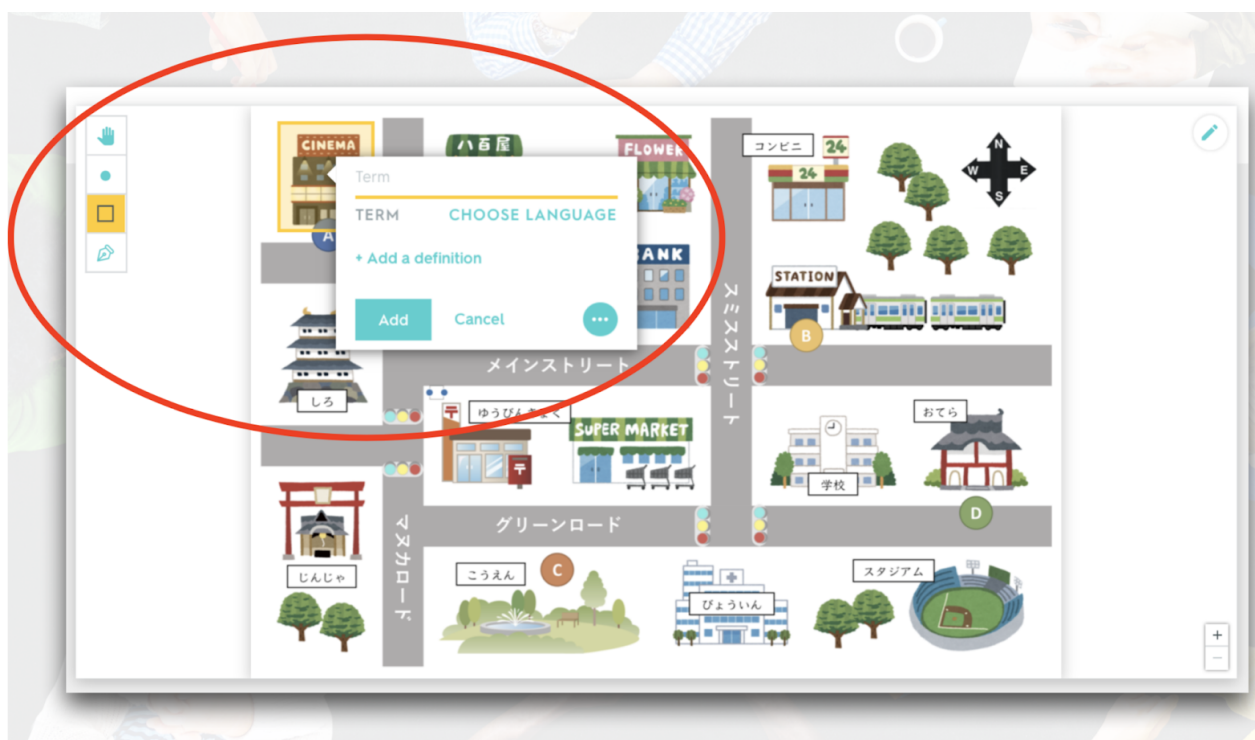 CINEMA
八百屋
FLOWER
コンビニ
24
24
N
W
E
S
Term
TERM
CHOOSE LANGUAGE
+ Add a definition
Add
Cancel
A
STATION
B
スミスストリート
メインストリート
しろ
〒
SUPER MARKET
〒
おてら
学校
D
マヌカロード
グリーンロード
じんじゃ
こうえん
C
びょういん
スタジアム
+
−